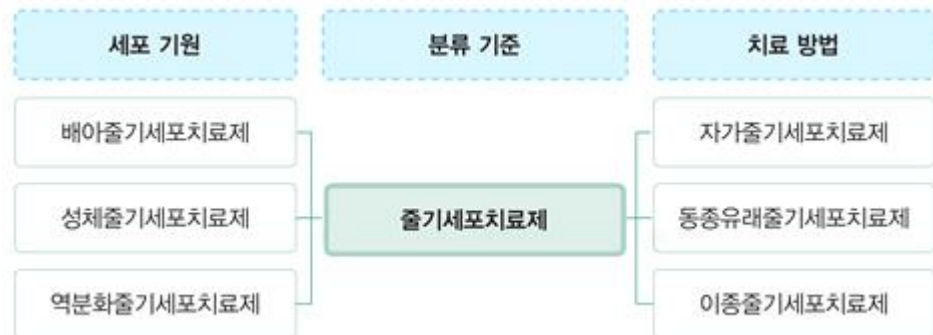 세포 기원
분류 기준
치료 방법
배아줄기세포치료제
자가줄기세포치료제
성체줄기세포치료제
줄기세포치료제
동종유래줄기세포치료제
역분화줄기세포치료제
이종줄기세포치료제